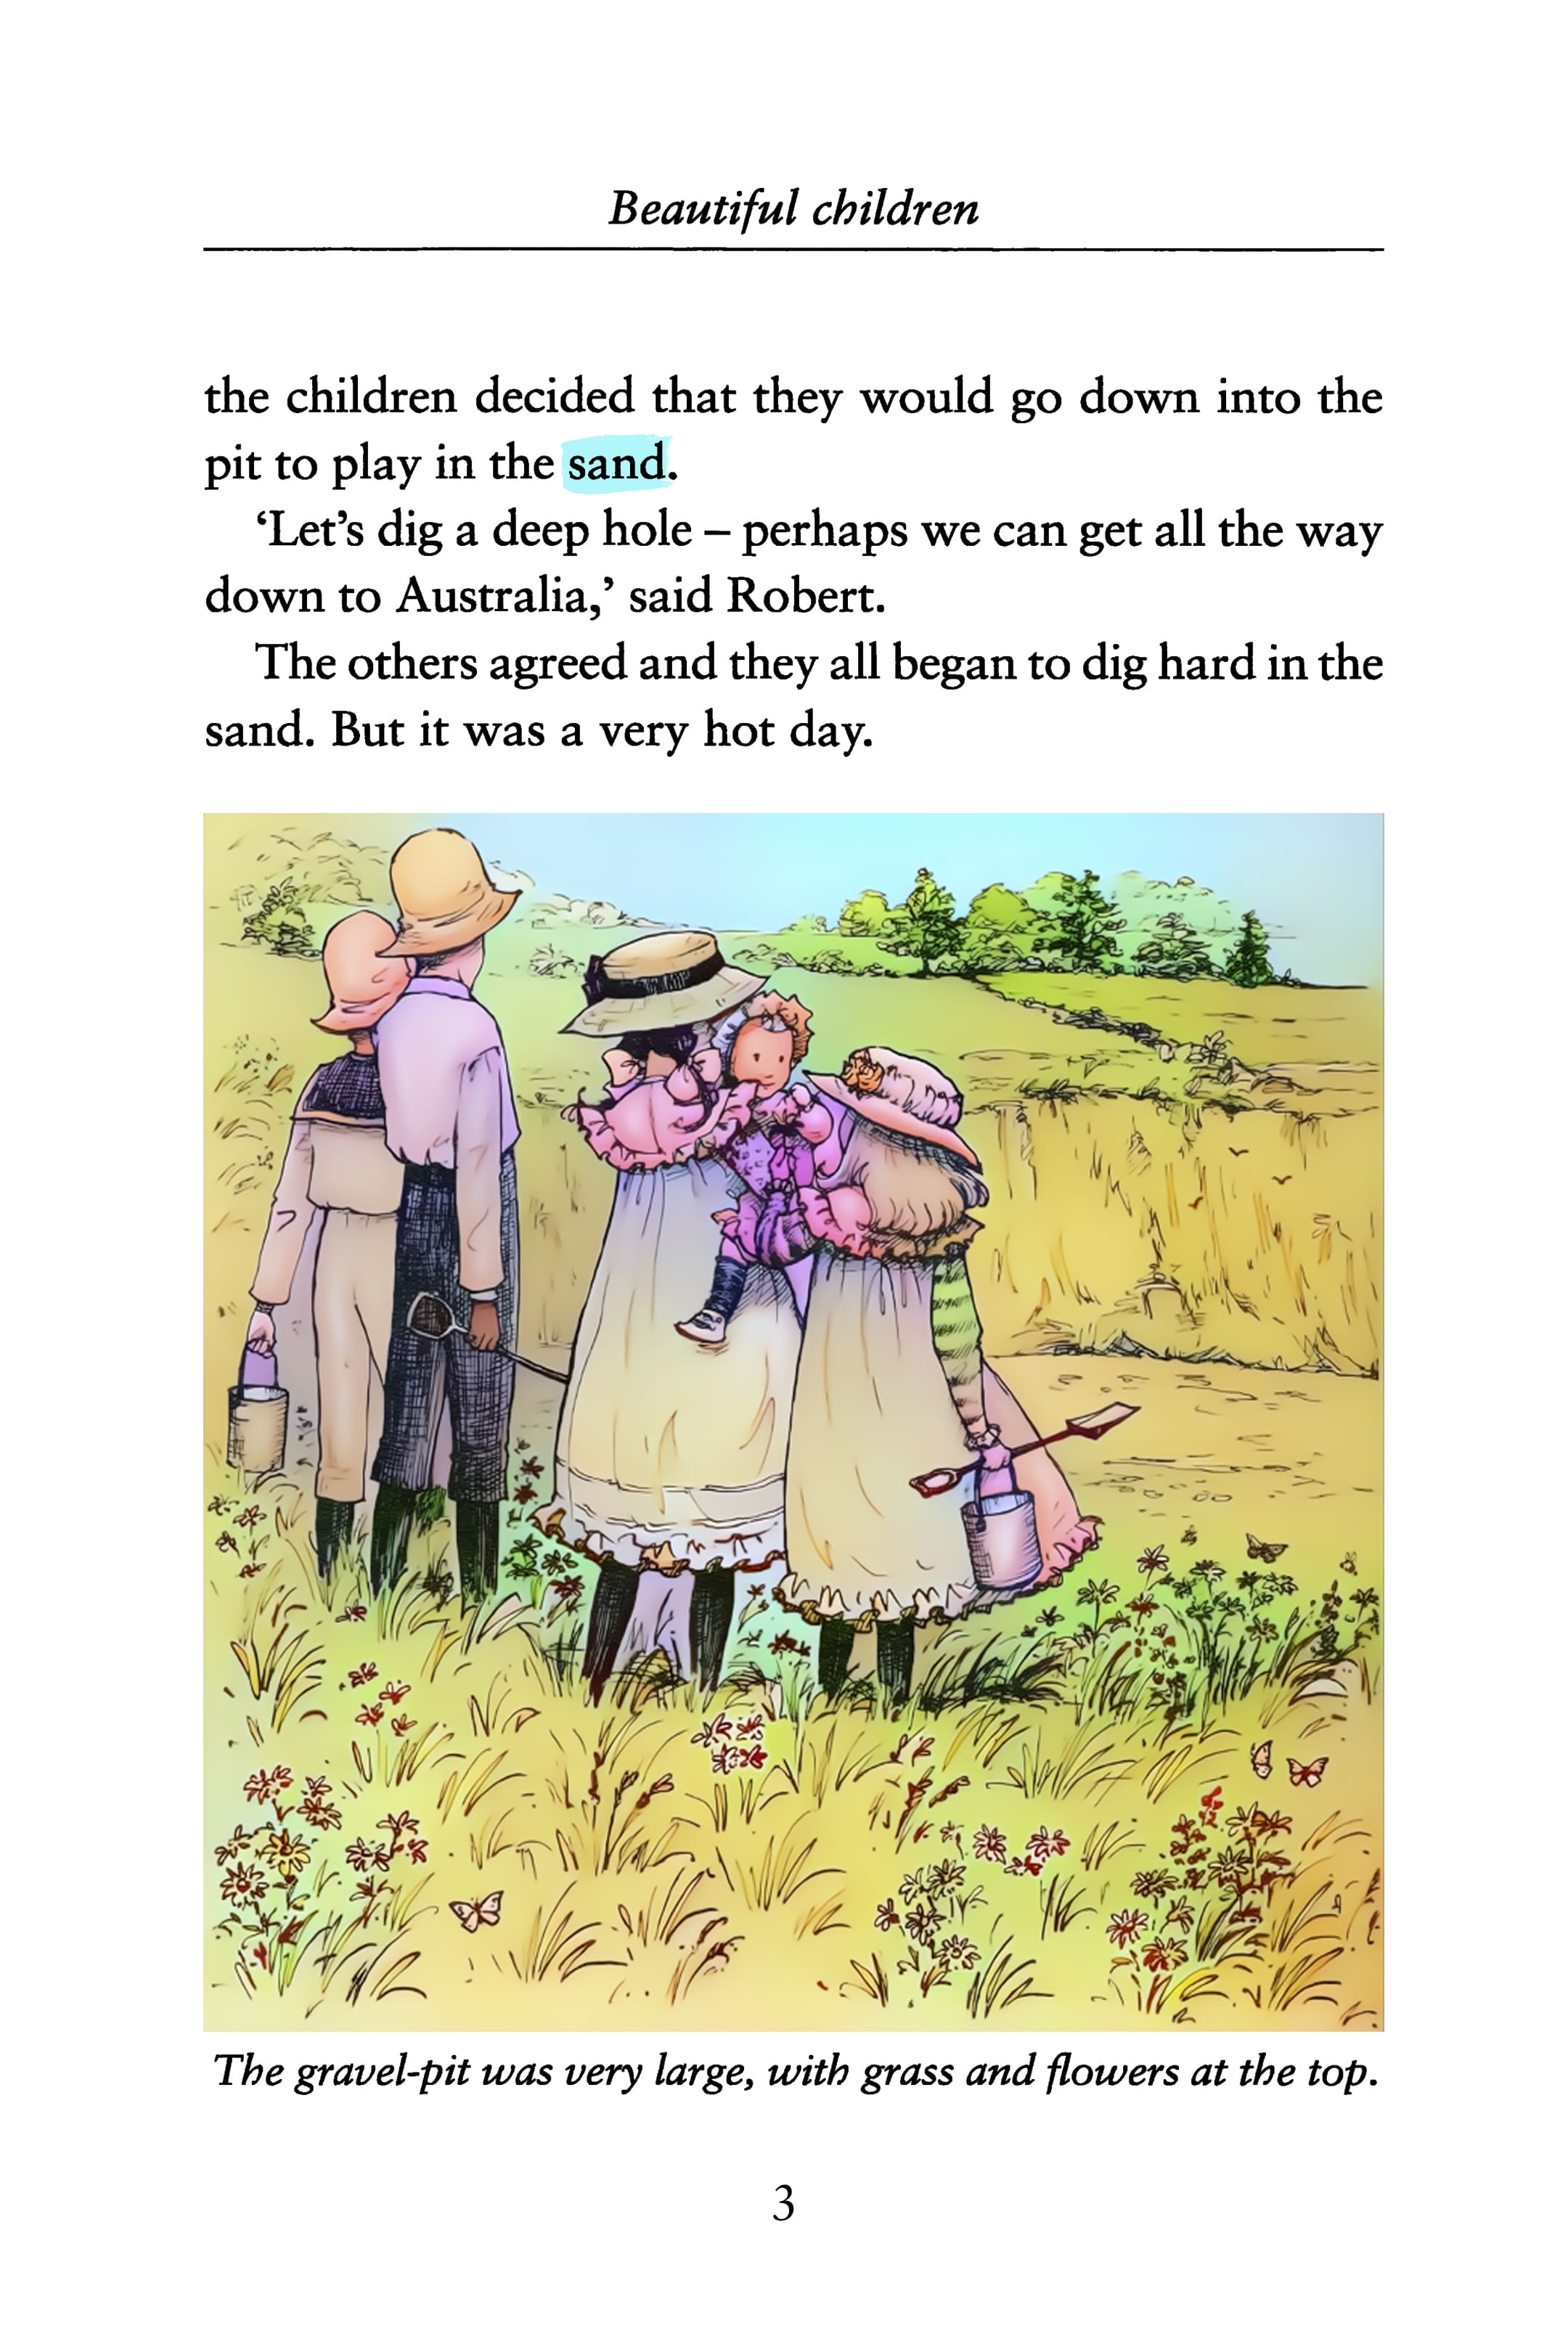 Beautiful children
the children decided that they would go down into the
pit to play in the sand.
‘Let’s dig a deep hole – perhaps we can get all the way
down to Australia,’ said Robert.
The others agreed and they all began to dig hard in the
sand. But it was a very hot day.
The gravel-pit was very large, with grass and flowers at the top.
3